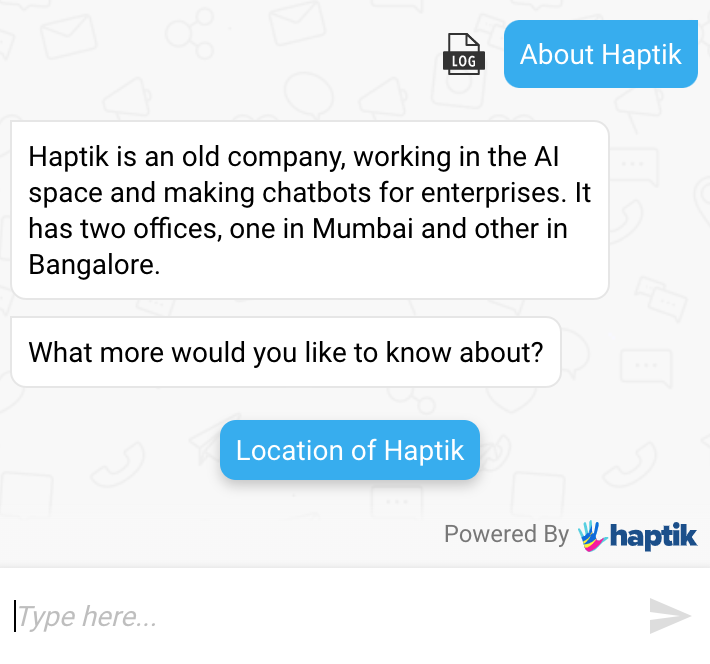 LOG
About Haptik
Haptik is an old company, working in the AI
space and making chatbots for enterprises. It
has two offices, one in Mumbai and other in
Bangalore.
What more would you like to know about?
Location of Haptik
Powered By haptik
Type here...